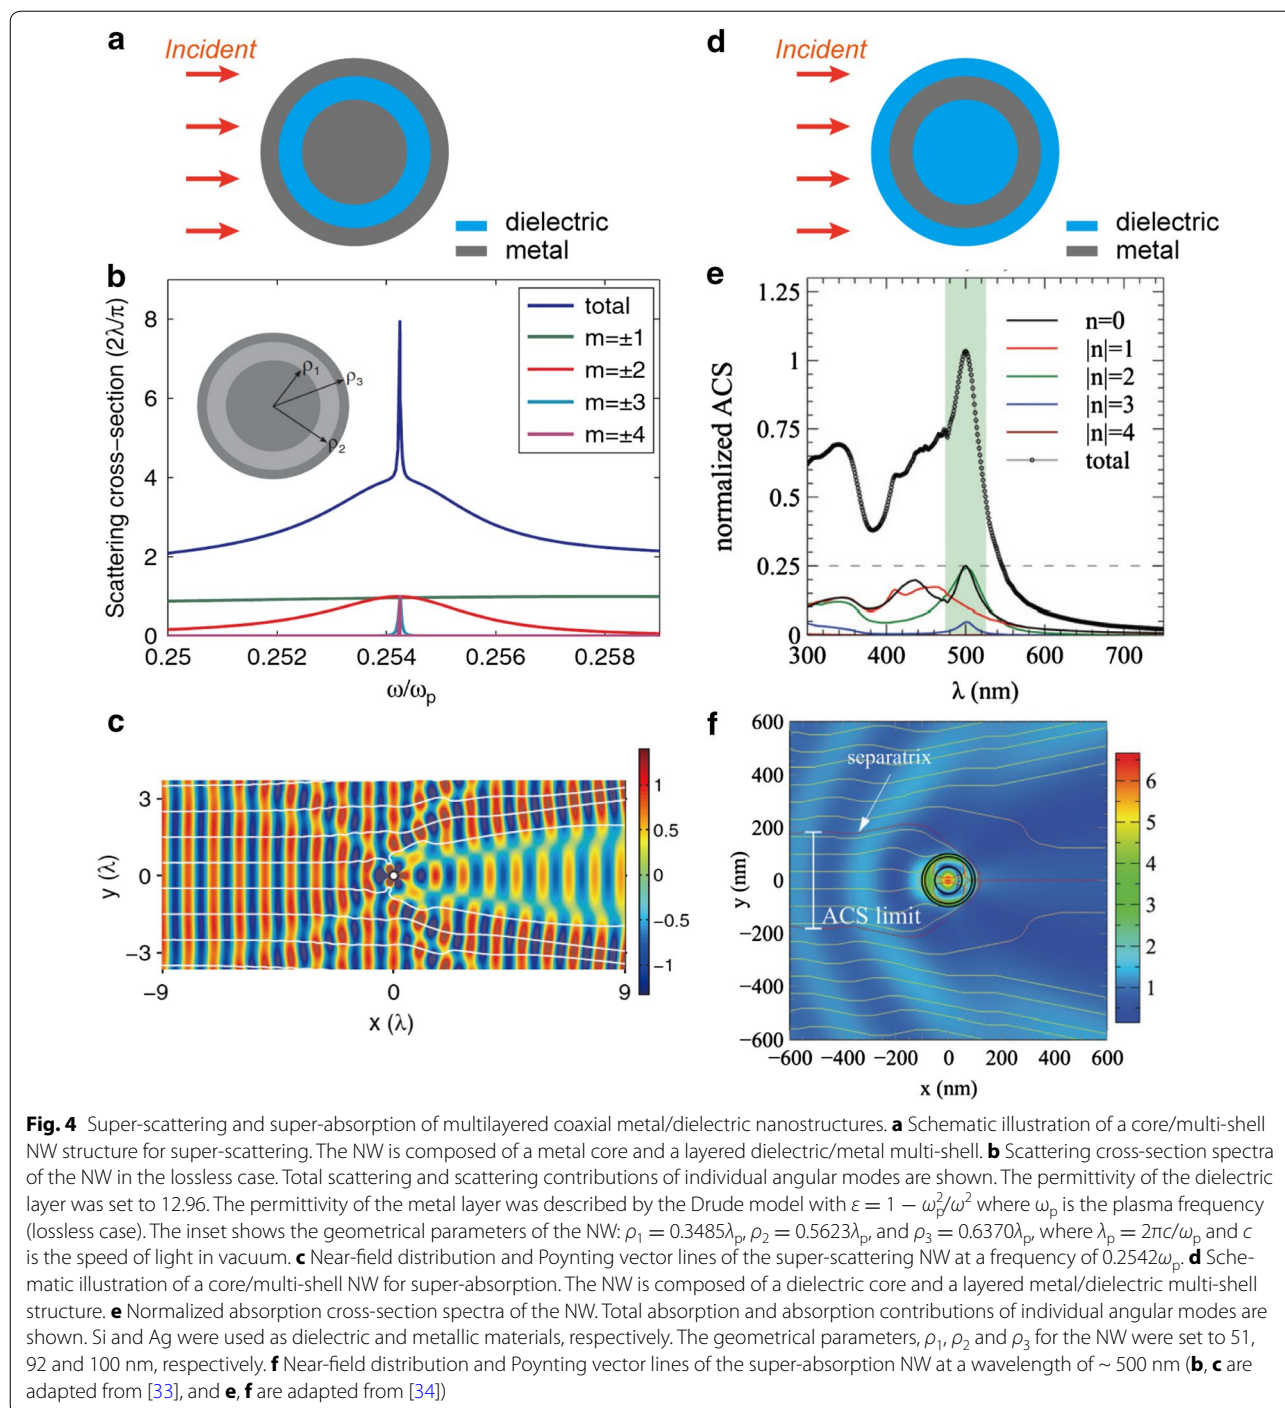 a
Incident
dielectric
metal
d
Incident
dielectric
metal
b
Scattering cross-section (2λ/π)
8
6
4
2
0
total
m=±1
m=±2
m=±3
m=±4
ρ1
ρ3
ρ2
0.25
0.252
0.254
0.256
0.258
ω/ωp
e
normalized ACS
1.25
1
0.75
0.5
0.25
0
n=0
|n|=1
|n|=2
|n|=3
|n|=4
total
300
400
500
600
700
λ (nm)
c
y (λ)
3
0
−3
−9
0
9
x (λ)
1
0.5
0
−0.5
−1
f
y (nm)
600
400
200
0
−200
−400
−600
separatrix
ACS limit
−600 −400 −200 0 200 400 600
x (nm)
6
5
4
3
2
1
Fig. 4 Super-scattering and super-absorption of multilayered coaxial metal/dielectric nanostructures. a Schematic illustration of a core/multi-shell
NW structure for super-scattering. The NW is composed of a metal core and a layered dielectric/metal multi-shell. b Scattering cross-section spectra
of the NW in the lossless case. Total scattering and scattering contributions of individual angular modes are shown. The permittivity of the dielectric
layer was set to 12.96. The permittivity of the metal layer was described by the Drude model with ε = 1 − ωp²/ω² where ωp is the plasma frequency
(lossless case). The inset shows the geometrical parameters of the NW: ρ1 = 0.3485λp, ρ2 = 0.5623λp, and ρ3 = 0.6370λp, where λp = 2πc/ωp and c
is the speed of light in vacuum. c Near-field distribution and Poynting vector lines of the super-scattering NW at a frequency of 0.2542ωp. d Sche-
matic illustration of a core/multi-shell NW for super-absorption. The NW is composed of a dielectric core and a layered metal/dielectric multi-shell
structure. e Normalized absorption cross-section spectra of the NW. Total absorption and absorption contributions of individual angular modes are
shown. Si and Ag were used as dielectric and metallic materials, respectively. The geometrical parameters, ρ1, ρ2 and ρ3 for the NW were set to 51,
92 and 100 nm, respectively. f Near-field distribution and Poynting vector lines of the super-absorption NW at a wavelength of ~ 500 nm (b, c are
adapted from [33], and e, f are adapted from [34])